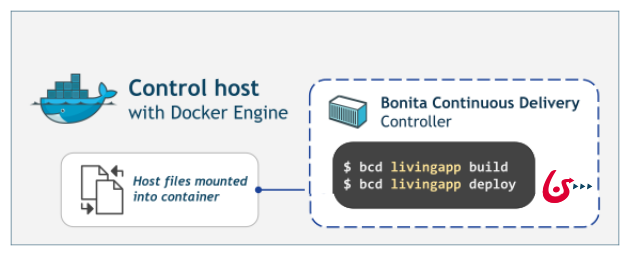 Control host
with Docker Engine
Host files mounted
into container
Bonita Continuous Delivery
Controller
$ bcd livingapp build
$ bcd livingapp deploy